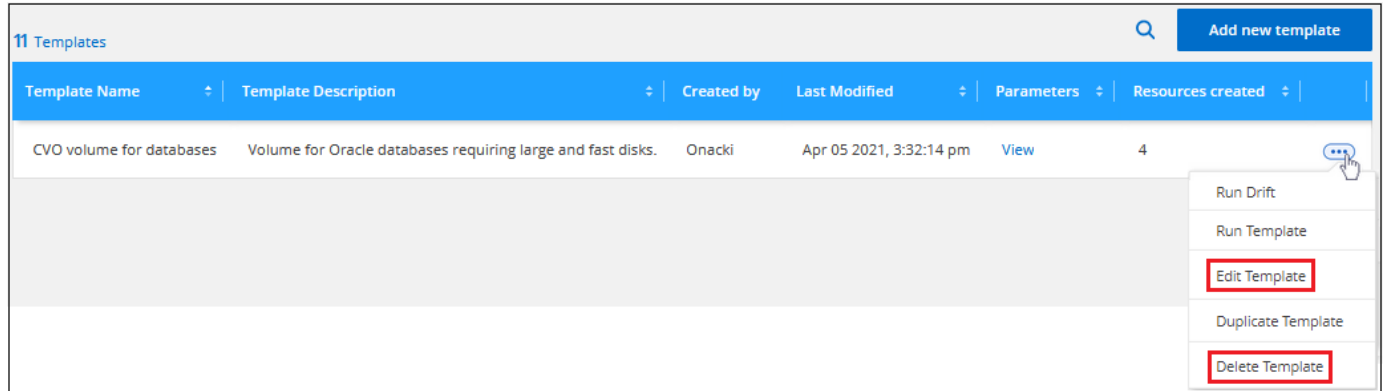 11 Templates
Add new template
Template Name Template Description Created by Last Modified Parameters Resources created
CVO volume for databases Volume for Oracle databases requiring large and fast disks. Onacki Apr 05 2021, 3:32:14 pm View 4
Run Drift
Run Template
Edit Template
Duplicate Template
Delete Template